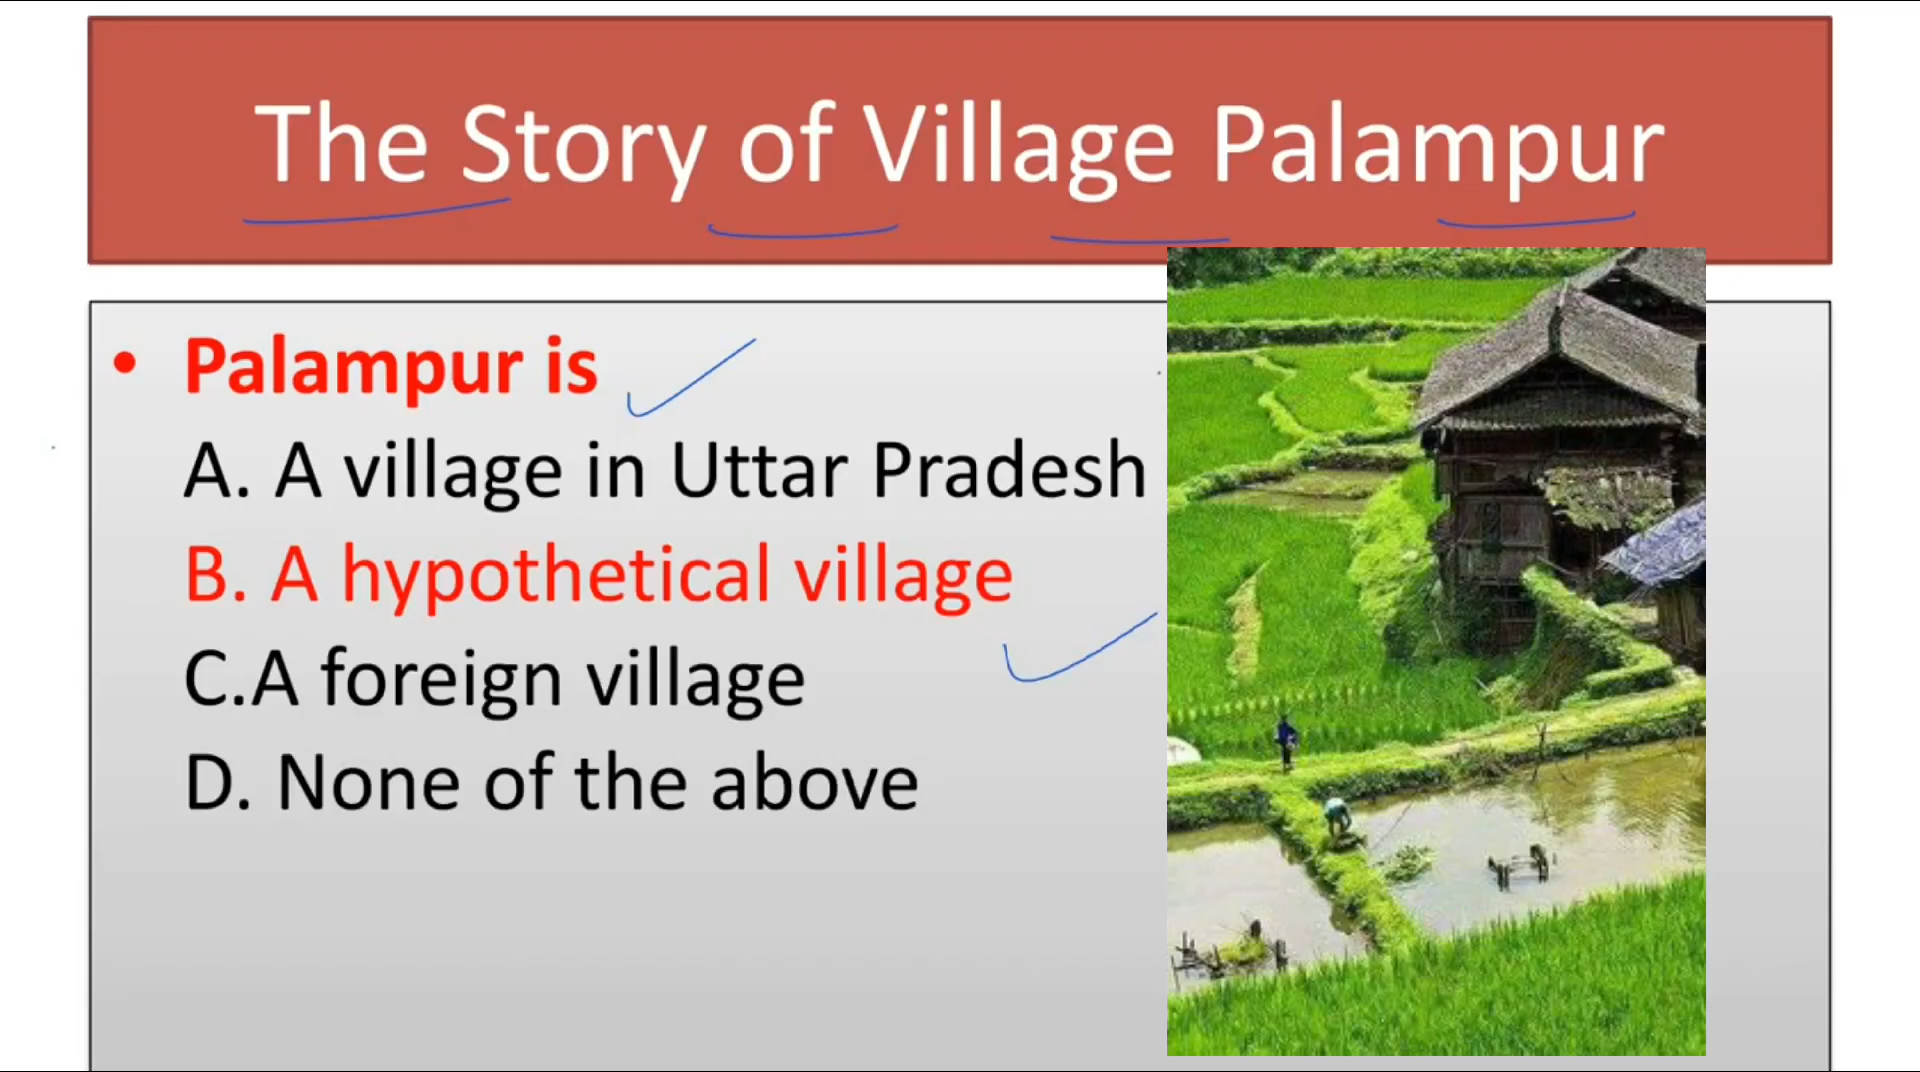 The Story of Village Palampur
• Palampur is
A. A village in Uttar Pradesh
B. A hypothetical village
C.A foreign village
D. None of the above